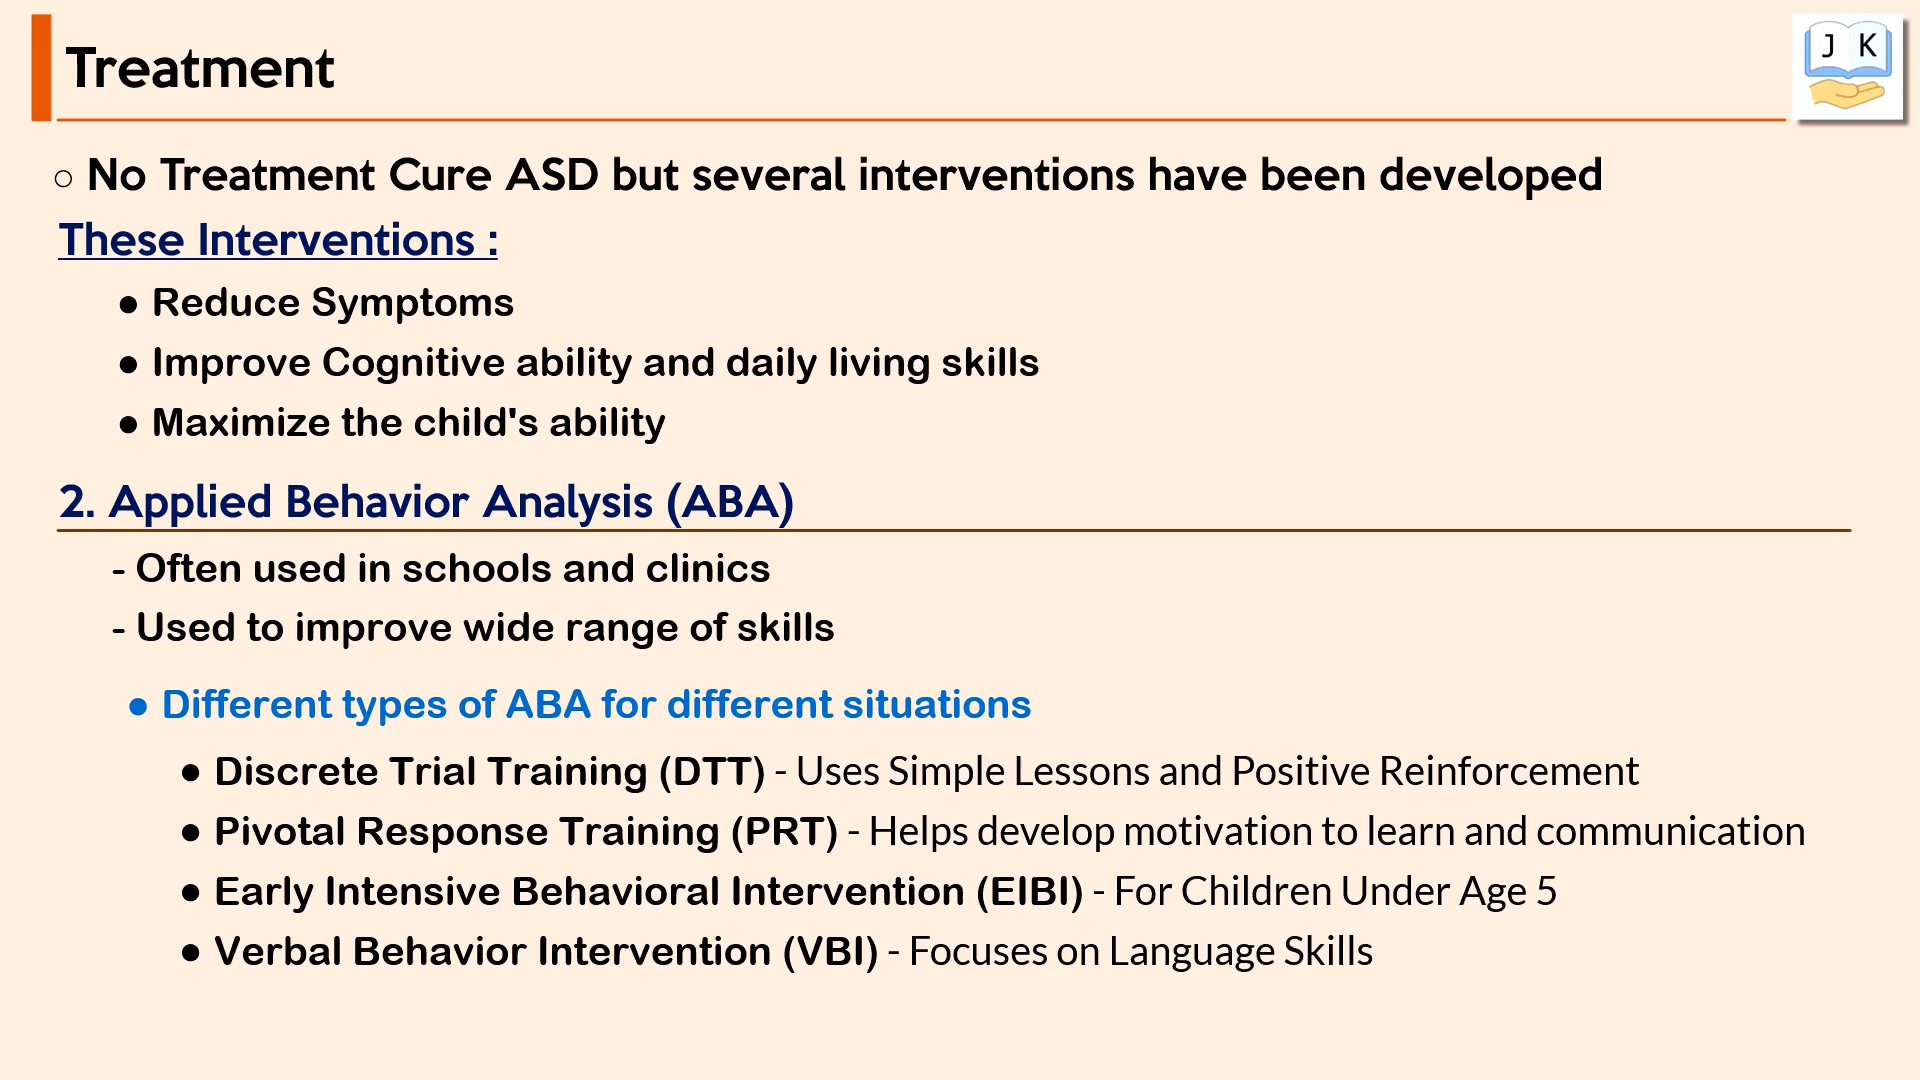 Treatment
J K
○ No Treatment Cure ASD but several interventions have been developed
These Interventions :
● Reduce Symptoms
● Improve Cognitive ability and daily living skills
● Maximize the child's ability
2. Applied Behavior Analysis (ABA)
- Often used in schools and clinics
- Used to improve wide range of skills
● Different types of ABA for different situations
● Discrete Trial Training (DTT) - Uses Simple Lessons and Positive Reinforcement
● Pivotal Response Training (PRT) - Helps develop motivation to learn and communication
● Early Intensive Behavioral Intervention (EIBI) - For Children Under Age 5
● Verbal Behavior Intervention (VBI) - Focuses on Language Skills